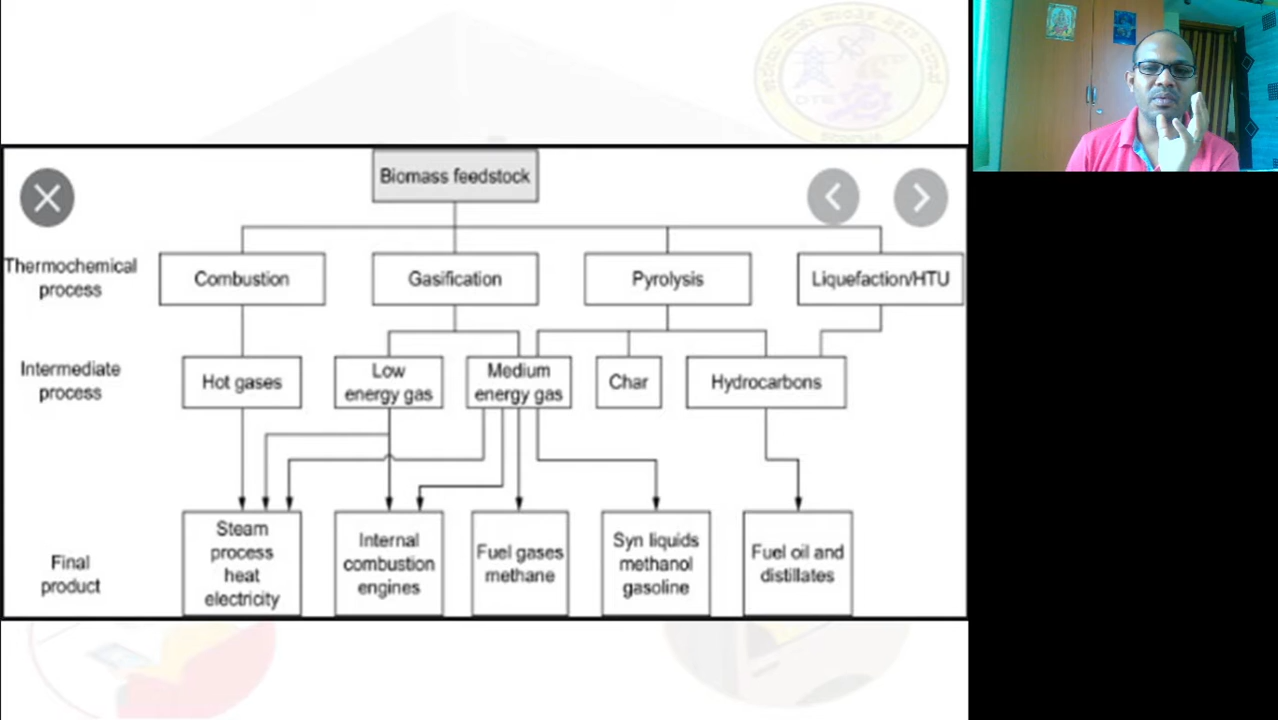 Biomass feedstock
Thermochemical
process
Combustion
Gasification
Pyrolysis
Liquefaction/HTU
Intermediate
process
Hot gases
Low
energy gas
Medium
energy gas
Char
Hydrocarbons
Final
product
Steam
process
heat
electricity
Internal
combustion
engines
Fuel gases
methane
Syn liquids
methanol
gasoline
Fuel oil and
distillates
DTE